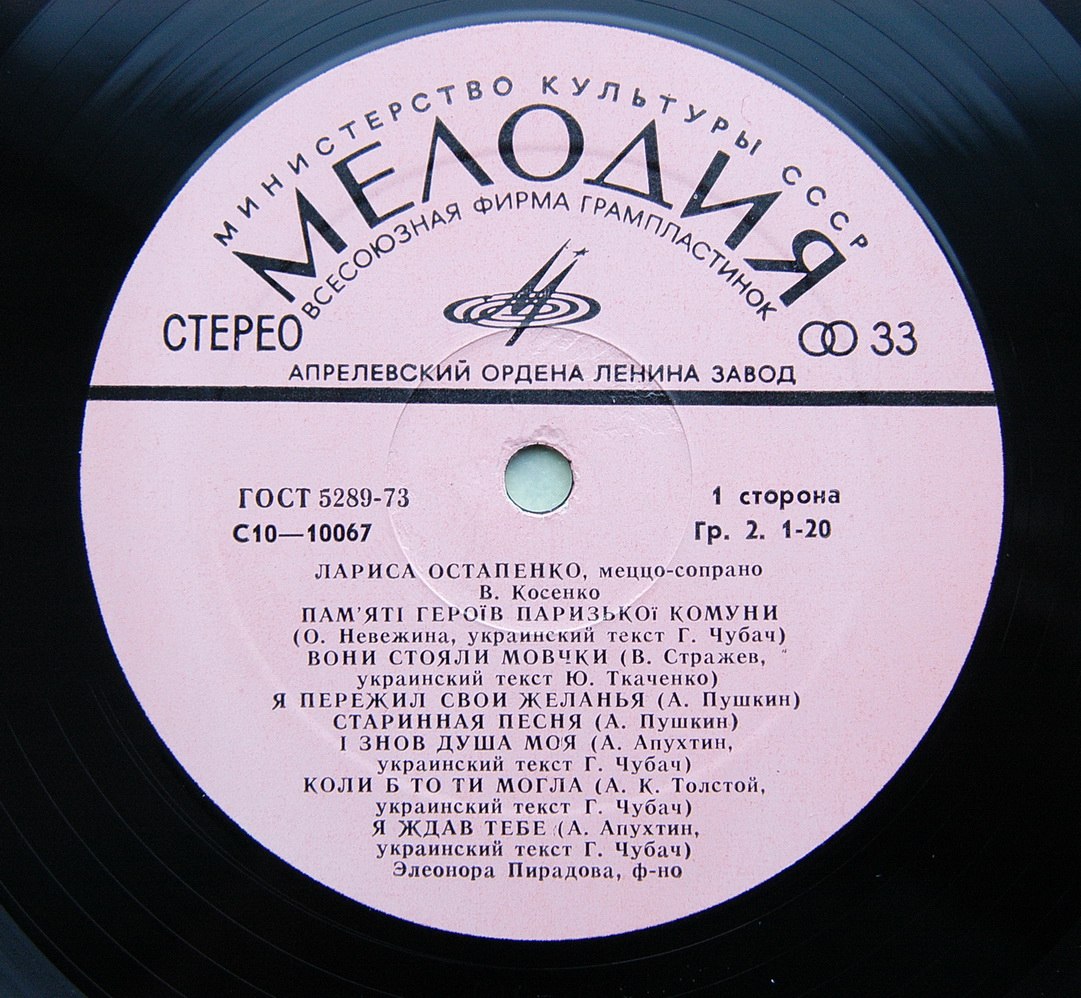 МИНИСТЕРСТВО КУЛЬТУРЫ СССР
МЕЛОДИЯ
ВСЕСОЮЗНАЯ ФИРМА ГРАМПЛАСТИНОК
СТЕРЕО
33
АПРЕЛЕВСКИЙ ОРДЕНА ЛЕНИНА ЗАВОД
ГОСТ 5289-73
1 сторона
С10—10067
Гр. 2. 1-20
ЛАРИСА ОСТАПЕНКО, меццо-сопрано
В. Косенко
ПАМ'ЯТІ ГЕРОЇВ ПАРИЗЬКОЇ КОМУНИ
(О. Невежина, украинский текст Г. Чубач)
ВОНИ СТОЯЛИ МОВЧКИ (В. Стражев,
украинский текст Ю. Ткаченко)
Я ПЕРЕЖИЛ СВОИ ЖЕЛАНЬЯ (А. Пушкин)
СТАРИННАЯ ПЕСНЯ (А. Пушкин)
І ЗНОВ ДУША МОЯ (А. Апухтин,
украинский текст Г. Чубач)
КОЛИ Б ТО ТИ МОГЛА (А. К. Толстой,
украинский текст Г. Чубач)
Я ЖДАВ ТЕБЕ (А. Апухтин,
украинский текст Г. Чубач)
Элеонора Пирадова, ф-но